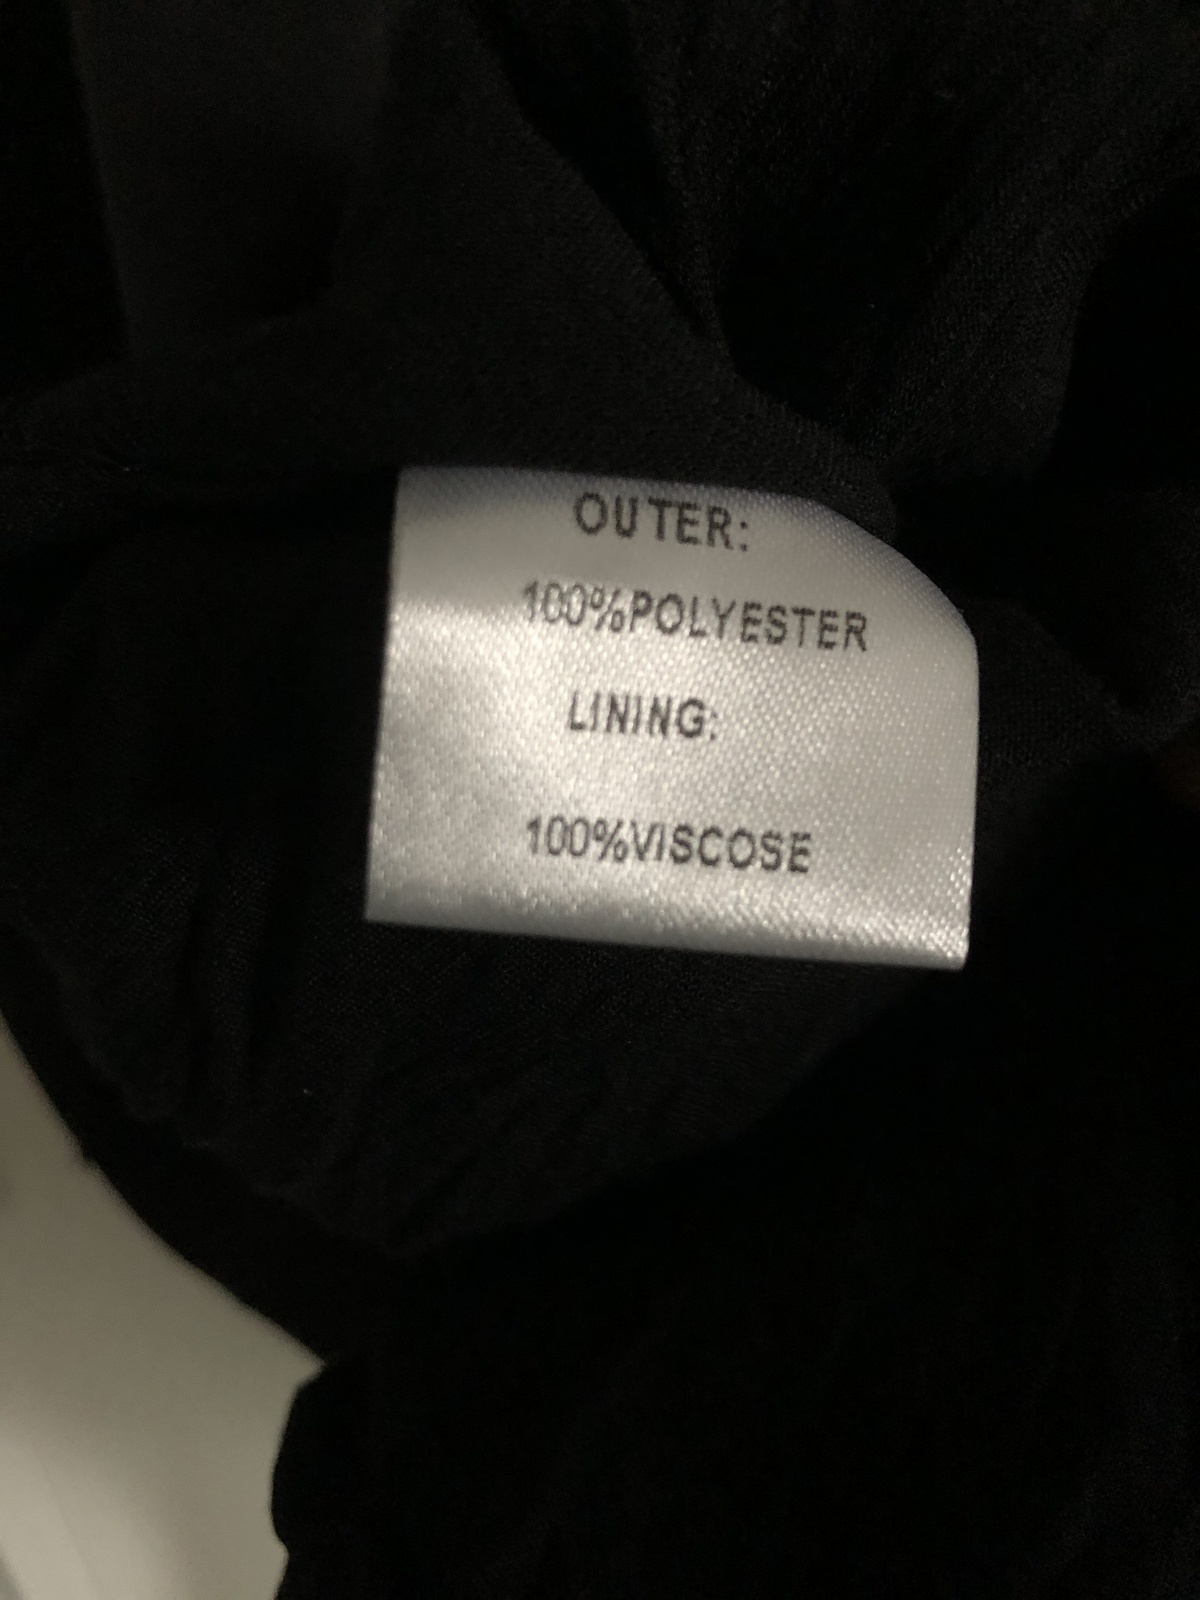 OUTER:
100%POLYESTER
LINING:
100%VISCOSE